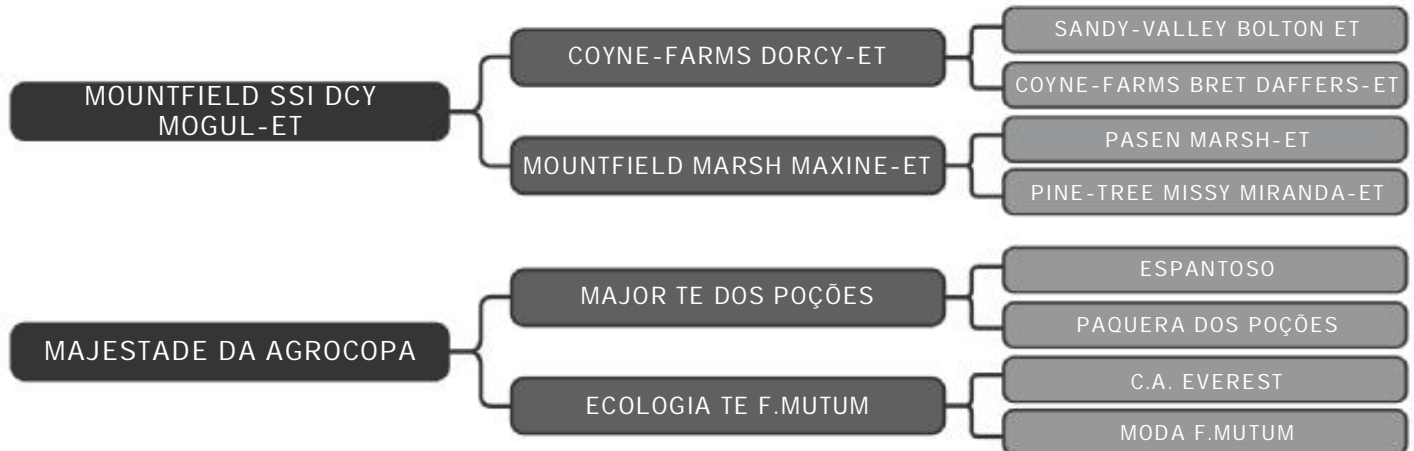 MOUNTFIELD SSI DCY
MOGUL-ET
COYNE-FARMS DORCY-ET
SANDY-VALLEY BOLTON ET
COYNE-FARMS BRET DAFFERS-ET
MOUNTFIELD MARSH MAXINE-ET
PASEN MARSH-ET
PINE-TREE MISSY MIRANDA-ET
MAJESTADE DA AGROCOPA
MAJOR TE DOS POÇÕES
ESPANTOSO
PAQUERA DOS POÇÕES
ECOLOGIA TE F.MUTUM
C.A. EVEREST
MODA F.MUTUM